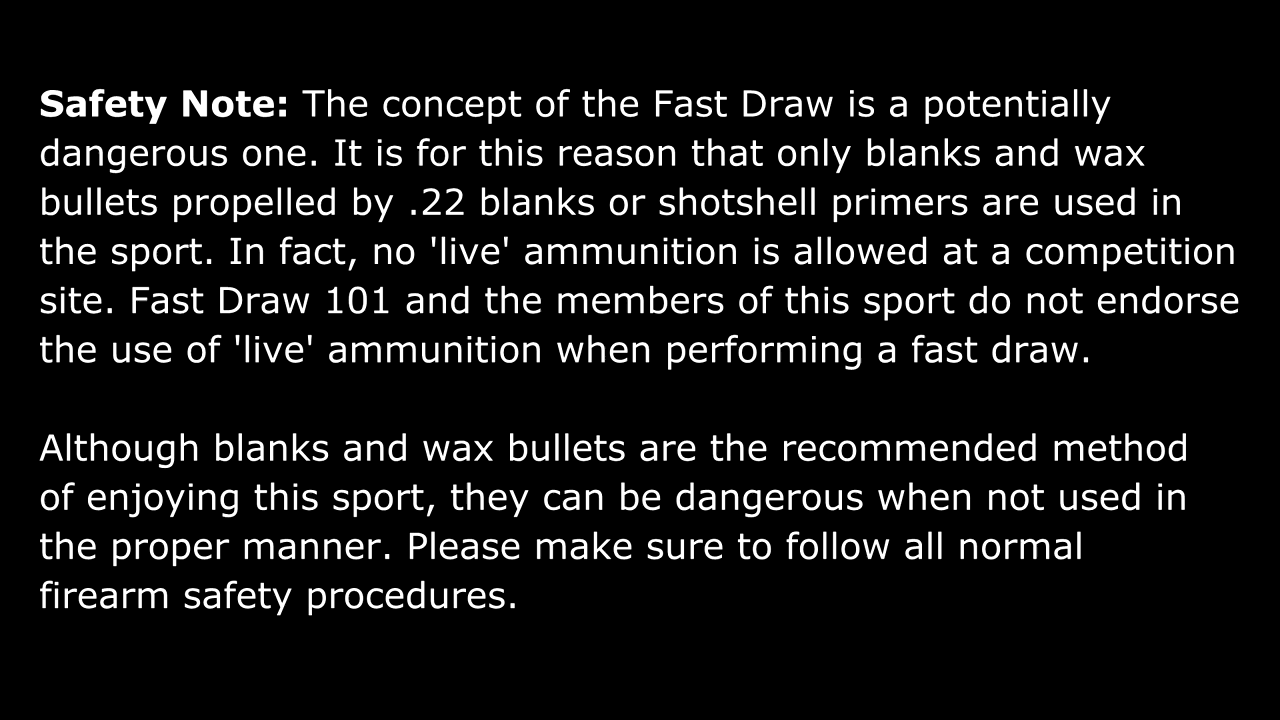 Safety Note: The concept of the Fast Draw is a potentially
dangerous one. It is for this reason that only blanks and wax
bullets propelled by .22 blanks or shotshell primers are used in
the sport. In fact, no 'live' ammunition is allowed at a competition
site. Fast Draw 101 and the members of this sport do not endorse
the use of 'live' ammunition when performing a fast draw.
Although blanks and wax bullets are the recommended method
of enjoying this sport, they can be dangerous when not used in
the proper manner. Please make sure to follow all normal
firearm safety procedures.